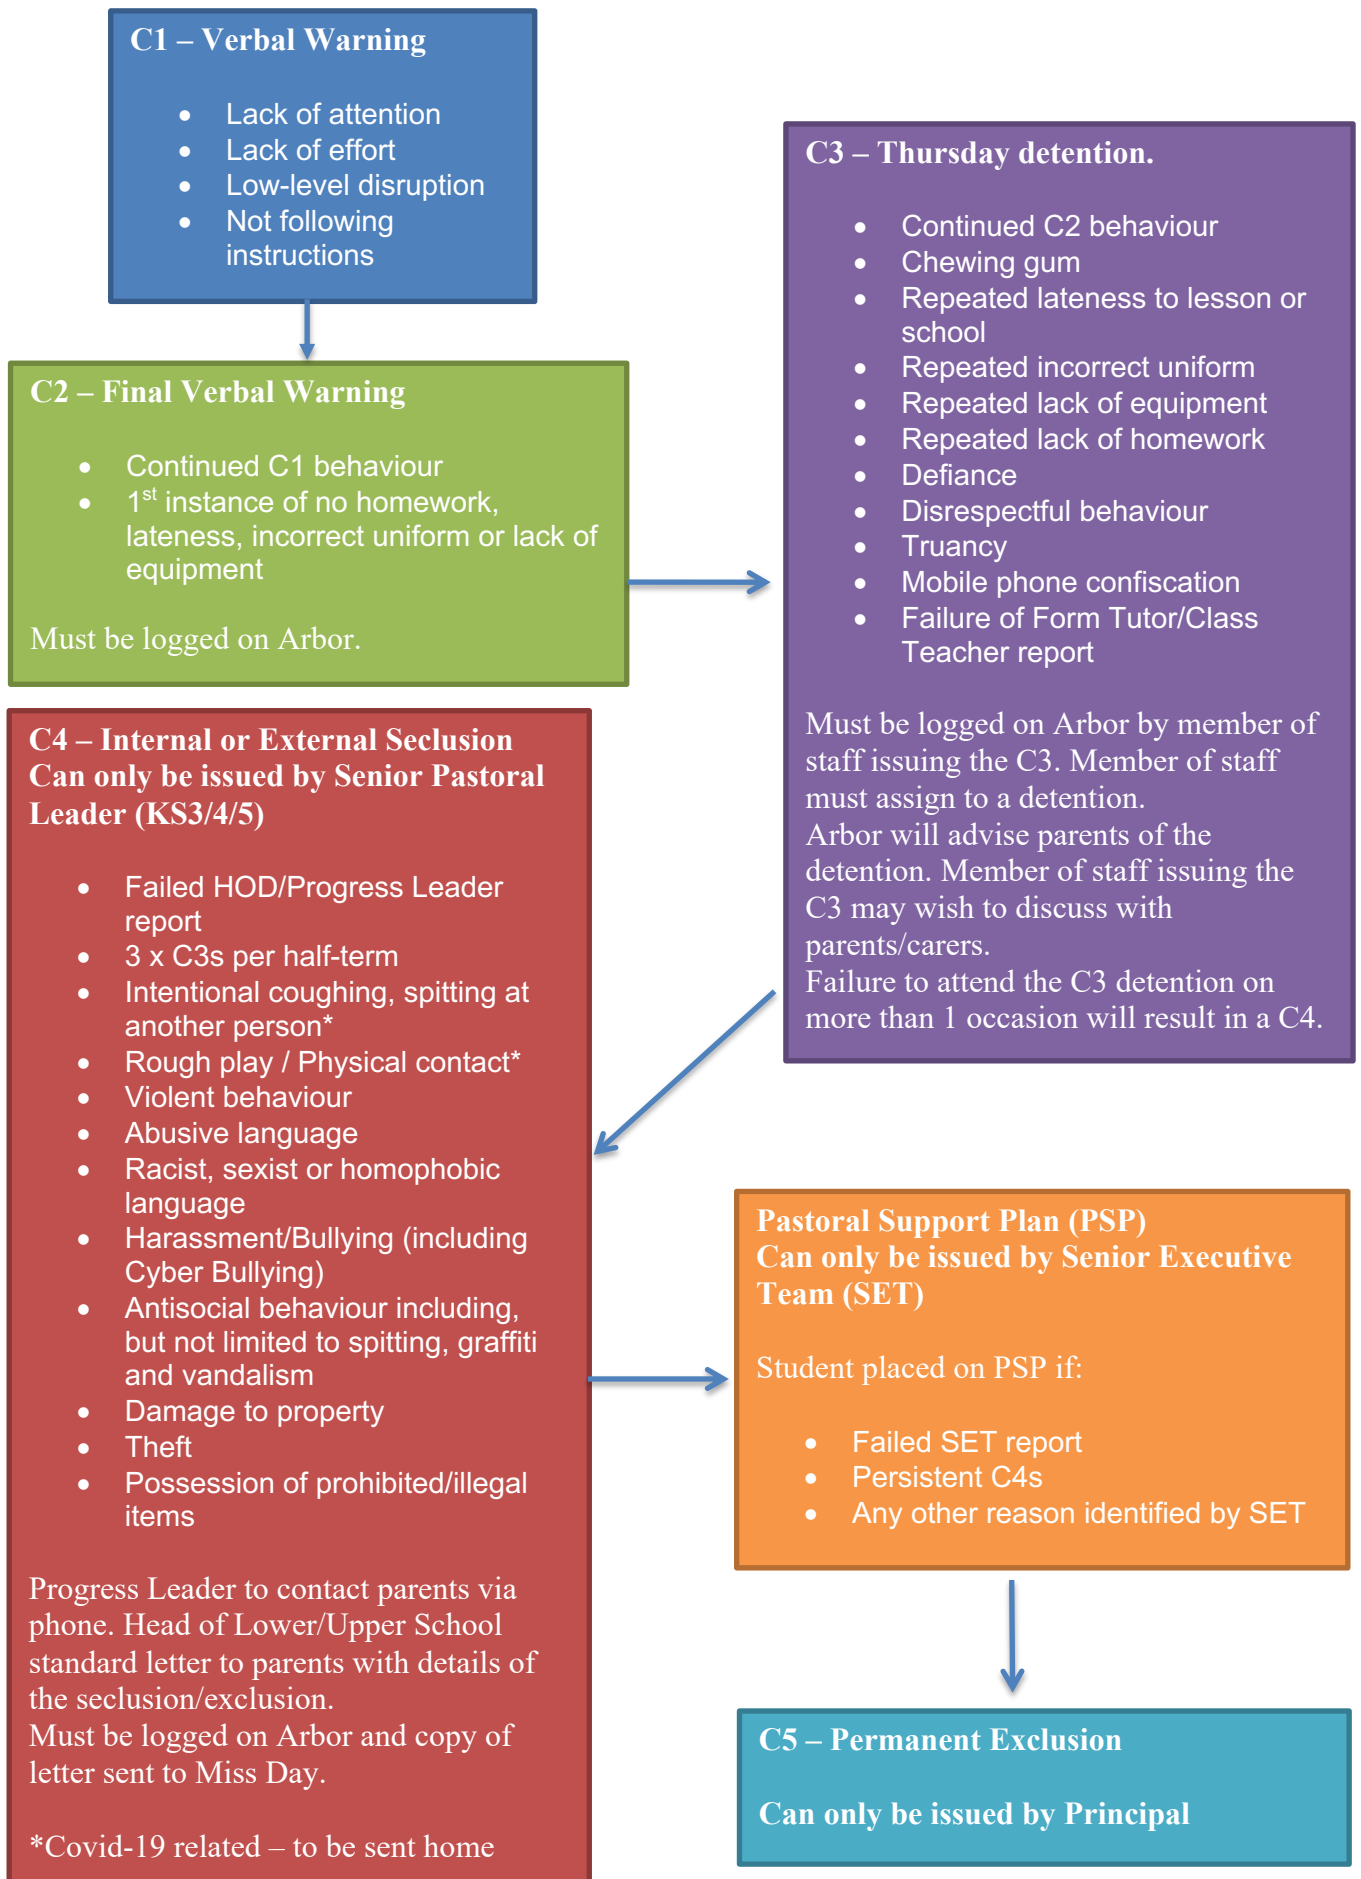 C1 – Verbal Warning
• Lack of attention
• Lack of effort
• Low-level disruption
• Not following
instructions
C2 – Final Verbal Warning
• Continued C1 behaviour
• 1st instance of no homework,
lateness, incorrect uniform or lack of
equipment
Must be logged on Arbor.
C3 – Thursday detention.
• Continued C2 behaviour
• Chewing gum
• Repeated lateness to lesson or
school
• Repeated incorrect uniform
• Repeated lack of equipment
• Repeated lack of homework
• Defiance
• Disrespectful behaviour
• Truancy
• Mobile phone confiscation
• Failure of Form Tutor/Class
Teacher report
Must be logged on Arbor by member of
staff issuing the C3. Member of staff
must assign to a detention.
Arbor will advise parents of the
detention. Member of staff issuing the
C3 may wish to discuss with
parents/carers.
Failure to attend the C3 detention on
more than 1 occasion will result in a C4.
C4 – Internal or External Seclusion
Can only be issued by Senior Pastoral
Leader (KS3/4/5)
• Failed HOD/Progress Leader
report
• 3 x C3s per half-term
• Intentional coughing, spitting at
another person*
• Rough play / Physical contact*
• Violent behaviour
• Abusive language
• Racist, sexist or homophobic
language
• Harassment/Bullying (including
Cyber Bullying)
• Antisocial behaviour including,
but not limited to spitting, graffiti
and vandalism
• Damage to property
• Theft
• Possession of prohibited/illegal
items
Progress Leader to contact parents via
phone. Head of Lower/Upper School
standard letter to parents with details of
the seclusion/exclusion.
Must be logged on Arbor and copy of
letter sent to Miss Day.
*Covid-19 related – to be sent home
Pastoral Support Plan (PSP)
Can only be issued by Senior Executive
Team (SET)
Student placed on PSP if:
• Failed SET report
• Persistent C4s
• Any other reason identified by SET
C5 – Permanent Exclusion
Can only be issued by Principal